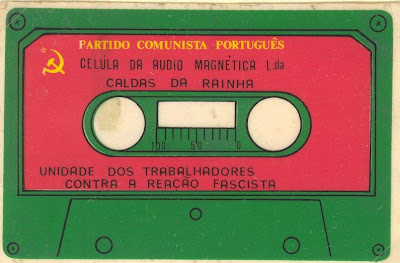 PARTIDO COMUNISTA PORTUGUÊS
CELÚLA DA AUDIO MAGNÉTICA L.da
CALDAS DA RAINHA
100 50 0
UNIDADE DOS TRABALHADORES
CONTRA A REAÇÃO FASCISTA